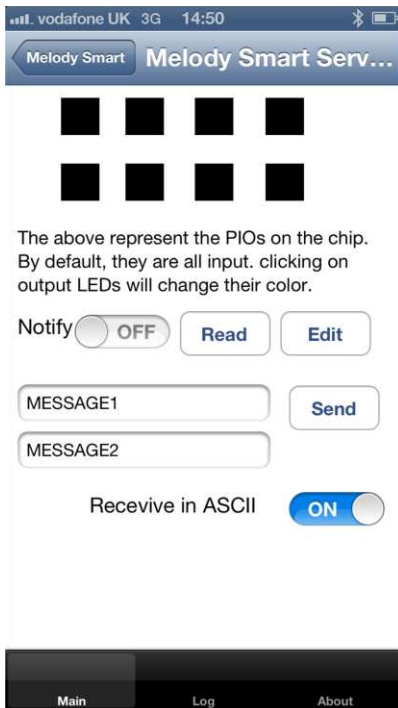 vodafone UK 3G 14:50
Melody Smart Melody Smart Serv...
The above represent the PIOs on the chip.
By default, they are all input. clicking on
output LEDs will change their color.
Notify OFF Read Edit
MESSAGE1 Send
MESSAGE2
Recevive in ASCII ON
Main Log About